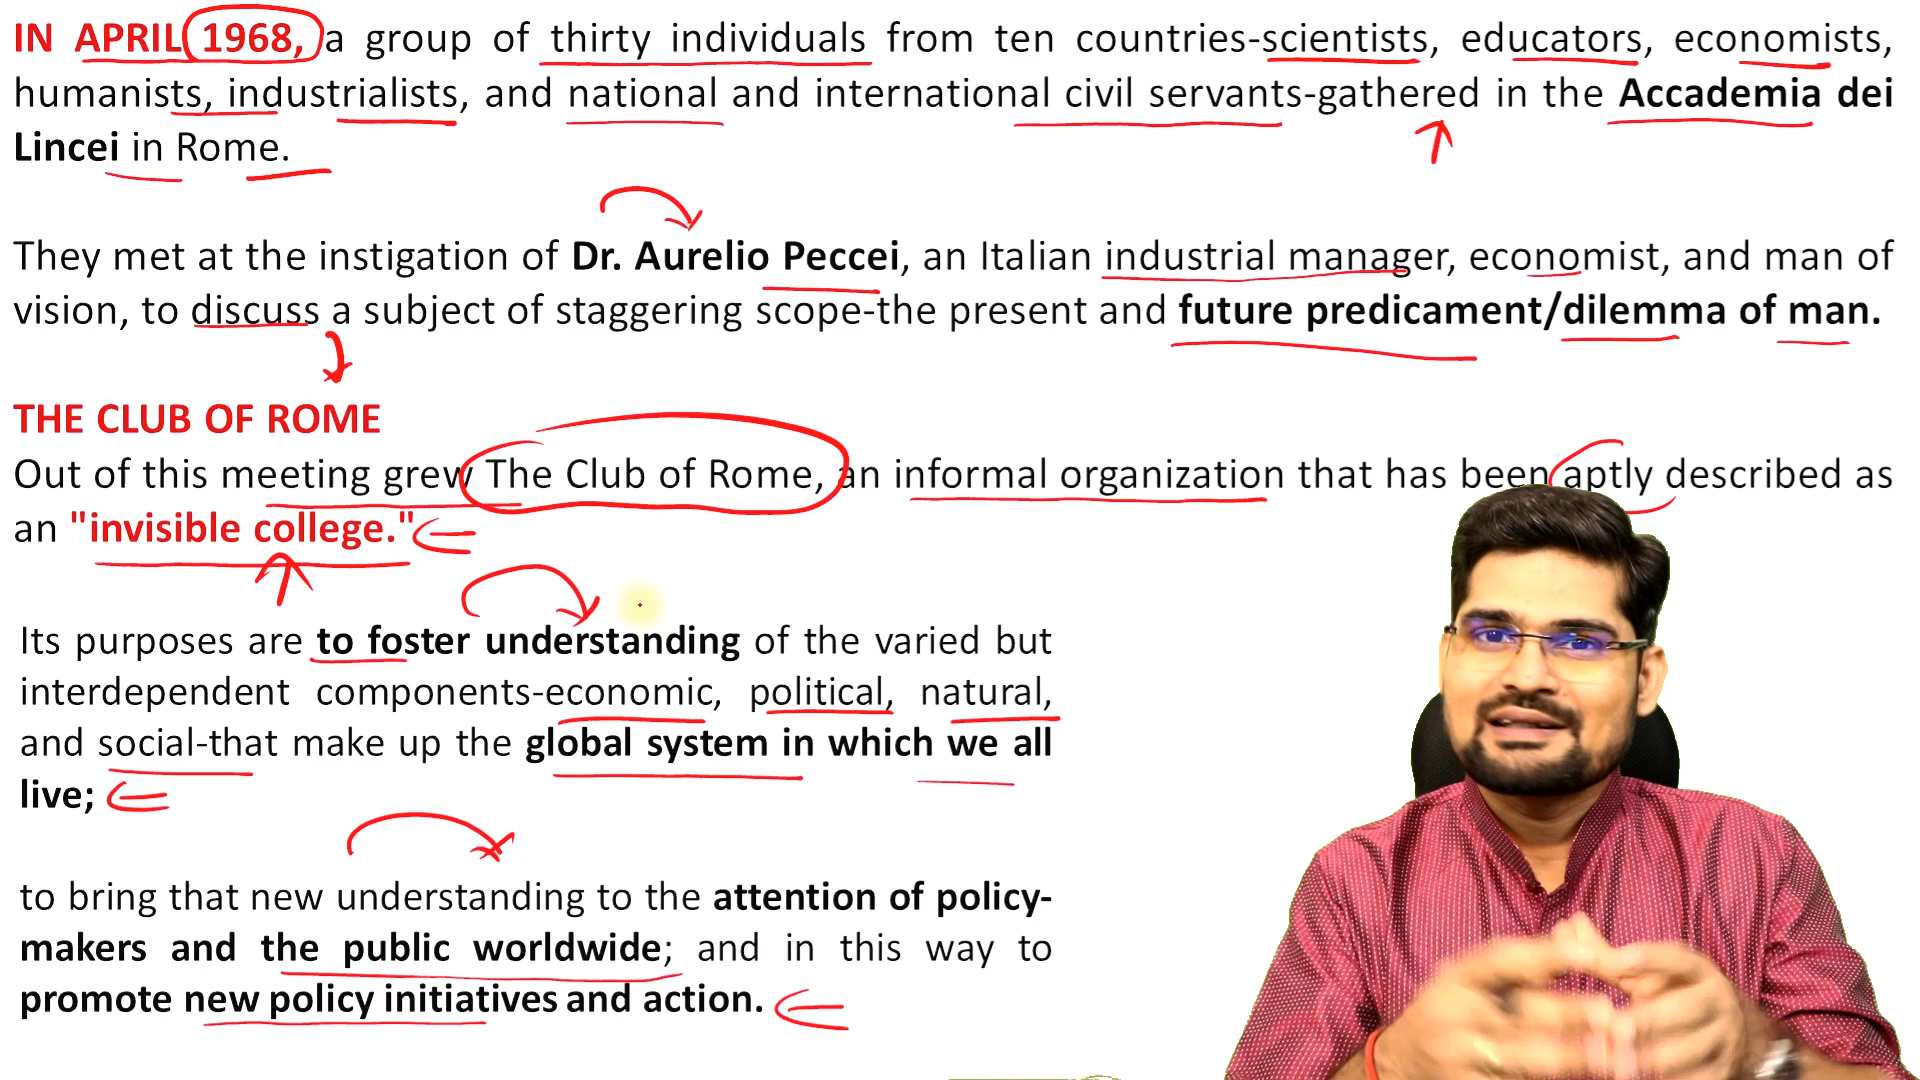 IN APRIL 1968, a group of thirty individuals from ten countries-scientists, educators, economists,
humanists, industrialists, and national and international civil servants-gathered in the Accademia dei
Lincei in Rome.
They met at the instigation of Dr. Aurelio Peccei, an Italian industrial manager, economist, and man of
vision, to discuss a subject of staggering scope-the present and future predicament/dilemma of man.
THE CLUB OF ROME
Out of this meeting grew The Club of Rome, an informal organization that has been aptly described as
an "invisible college."
Its purposes are to foster understanding of the varied but
interdependent components-economic, political, natural,
and social-that make up the global system in which we all
live;
to bring that new understanding to the attention of policy-
makers and the public worldwide; and in this way to
promote new policy initiatives and action.